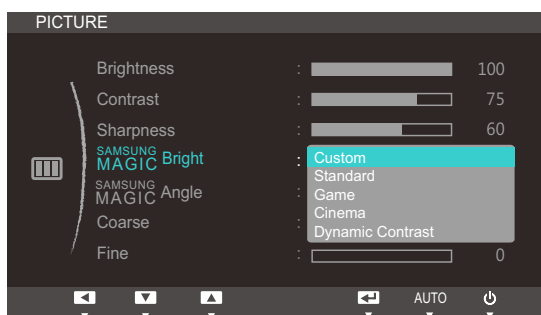 PICTURE
Brightness : 100
Contrast : 75
Sharpness : 60
SAMSUNG MAGIC Bright : Custom
Standard
SAMSUNG MAGIC Angle : Game
Cinema
Coarse : Dynamic Contrast
Fine : 0
AUTO